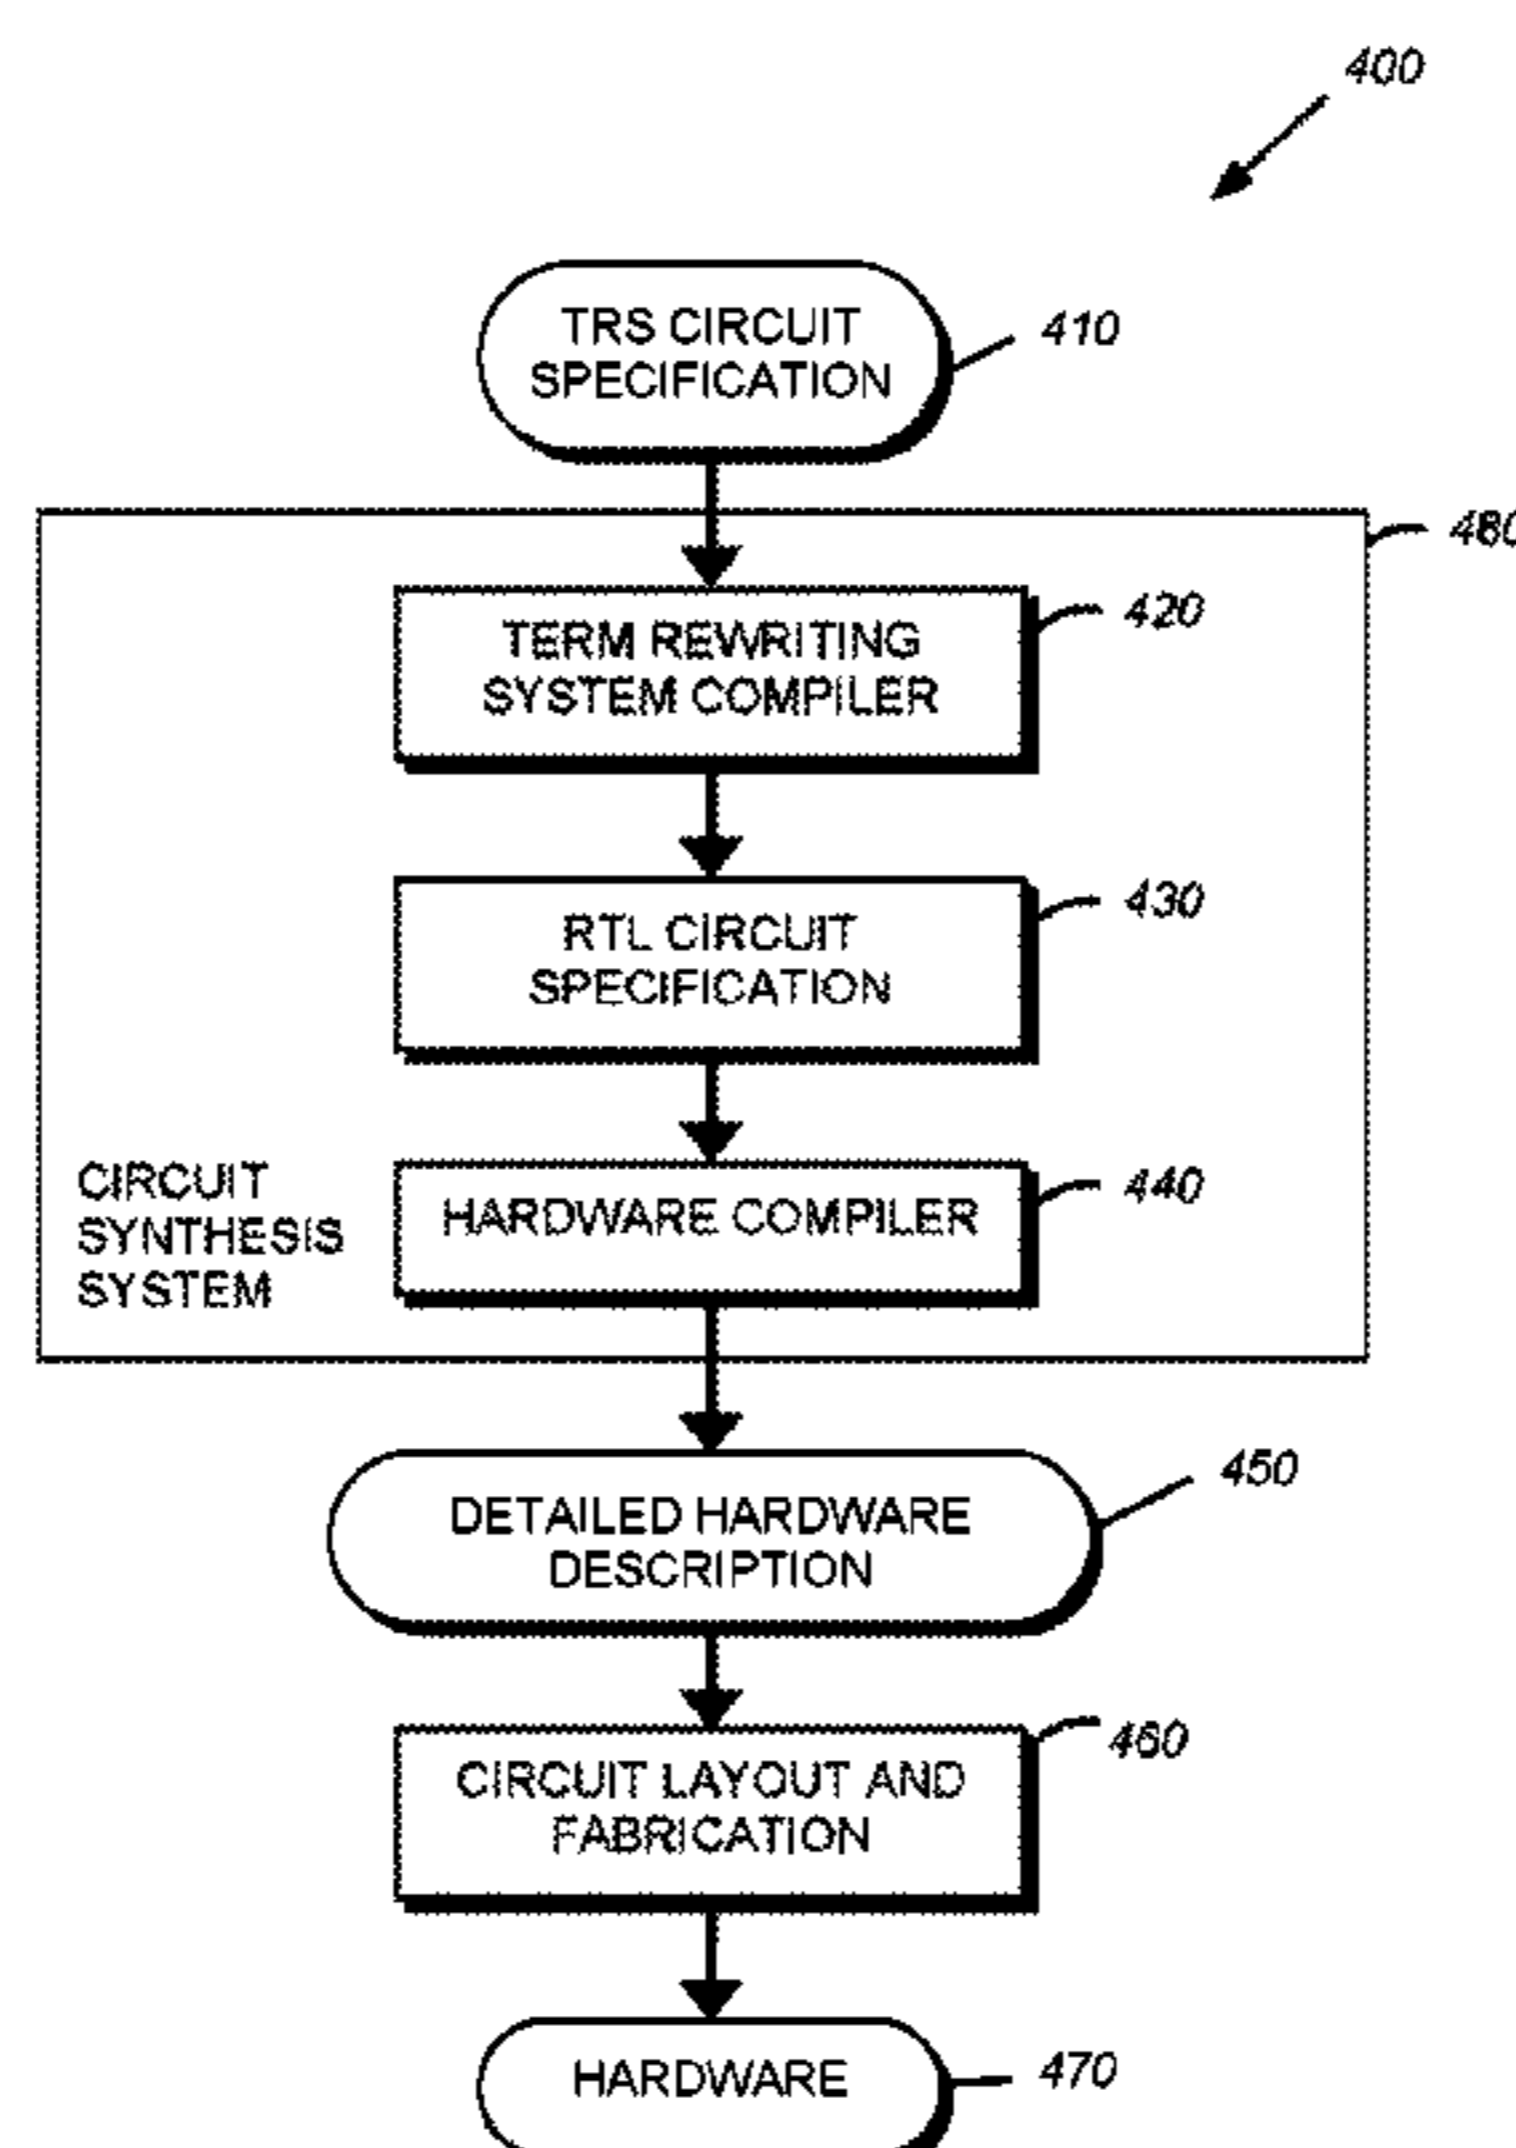 400
TRS CIRCUIT
SPECIFICATION
410
480
TERM REWRITING
SYSTEM COMPILER
420
RTL CIRCUIT
SPECIFICATION
430
CIRCUIT
SYNTHESIS
SYSTEM
HARDWARE COMPILER
440
DETAILED HARDWARE
DESCRIPTION
450
CIRCUIT LAYOUT AND
FABRICATION
460
HARDWARE
470